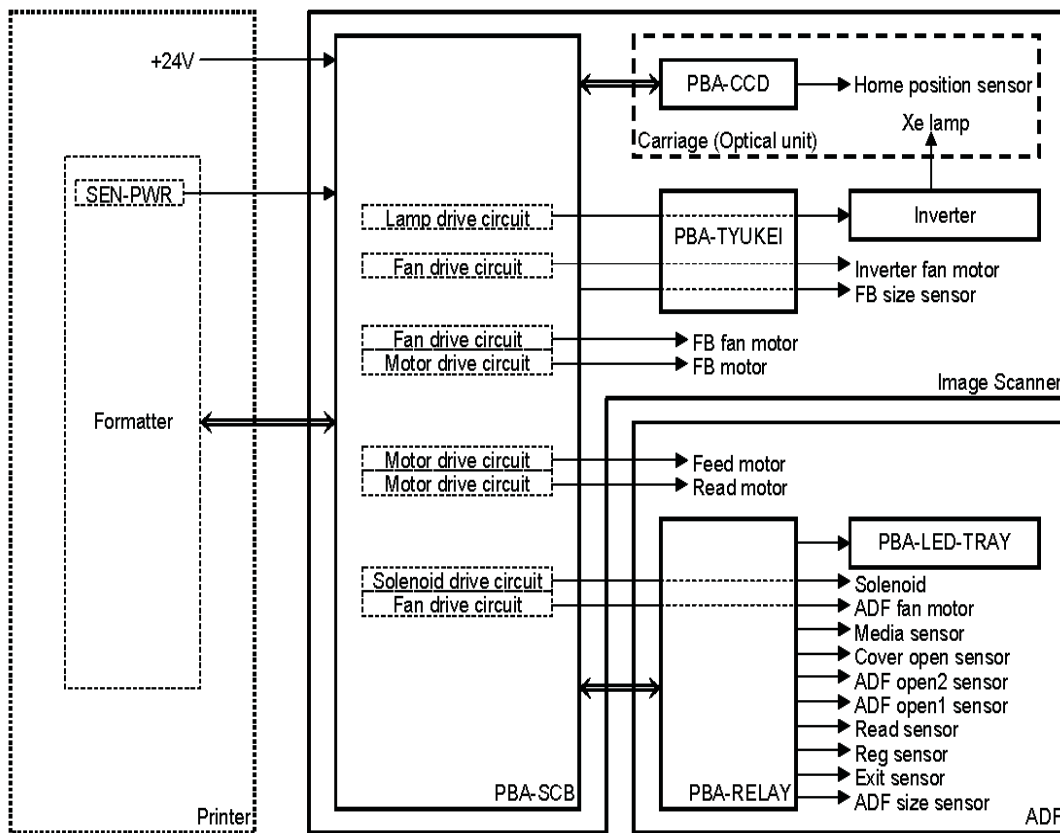 +24V
PBA-CCD
Home position sensor
Xe lamp
Carriage (Optical unit)
SEN-PWR
Lamp drive circuit
PBA-TYUKEI
Inverter
Fan drive circuit
Inverter fan motor
FB size sensor
Fan drive circuit
FB fan motor
Motor drive circuit
FB motor
Image Scanner
Formatter
Motor drive circuit
Feed motor
Motor drive circuit
Read motor
PBA-LED-TRAY
Solenoid drive circuit
Solenoid
Fan drive circuit
ADF fan motor
Media sensor
Cover open sensor
ADF open2 sensor
ADF open1 sensor
Read sensor
Reg sensor
Exit sensor
ADF size sensor
PBA-SCB
PBA-RELAY
Printer
ADF